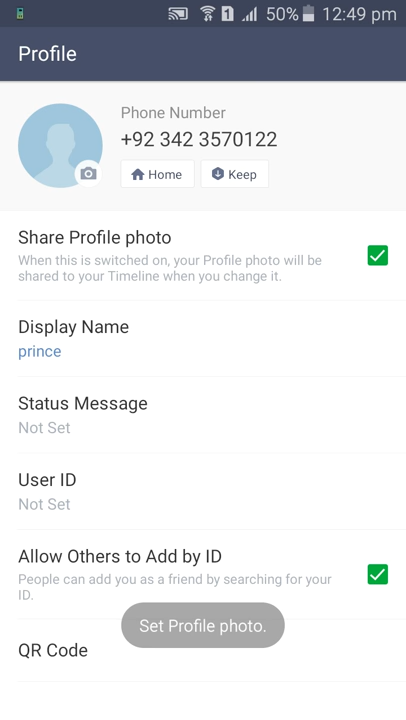 1 50% 12:49 pm
Profile
Phone Number
+92 342 3570122
Home Keep
Share Profile photo
When this is switched on, your Profile photo will be
shared to your Timeline when you change it.
Display Name
prince
Status Message
Not Set
User ID
Not Set
Allow Others to Add by ID
People can add you as a friend by searching for your
ID.
Set Profile photo.
QR Code